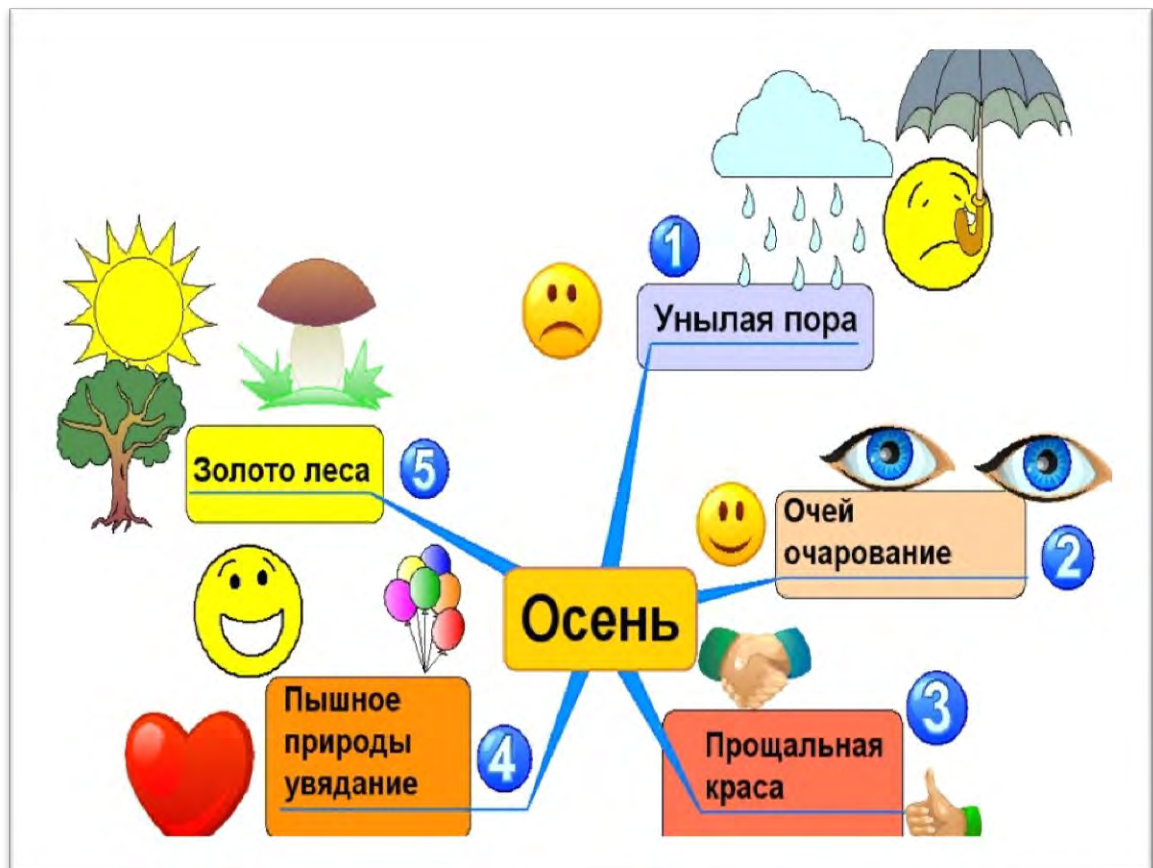 1
Унылая пора
Очей
очарование
2
Осень
3
Прощальная
краса
Пышное
природы
увядание
4
Золото леса
5